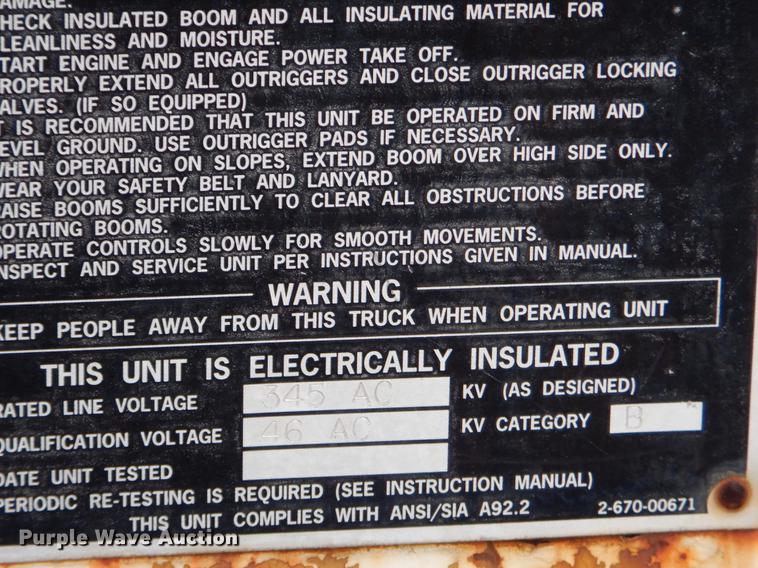 AMAGE.
HECK INSULATED BOOM AND ALL INSULATING MATERIAL FOR
LEANLINESS AND MOISTURE.
TART ENGINE AND ENGAGE POWER TAKE OFF.
ROPERLY EXTEND ALL OUTRIGGERS AND CLOSE OUTRIGGER LOCKING
ALVES. (IF SO EQUIPPED)
T IS RECOMMENDED THAT THIS UNIT BE OPERATED ON FIRM AND
EVEL GROUND. USE OUTRIGGER PADS IF NECESSARY.
WHEN OPERATING ON SLOPES, EXTEND BOOM OVER HIGH SIDE ONLY.
WEAR YOUR SAFETY BELT AND LANYARD.
RAISE BOOMS SUFFICIENTLY TO CLEAR ALL OBSTRUCTIONS BEFORE
ROTATING BOOMS.
OPERATE CONTROLS SLOWLY FOR SMOOTH MOVEMENTS.
NSPECT AND SERVICE UNIT PER INSTRUCTIONS GIVEN IN MANUAL.
WARNING
KEEP PEOPLE AWAY FROM THIS TRUCK WHEN OPERATING UNIT
THIS UNIT IS ELECTRICALLY INSULATED
RATED LINE VOLTAGE 345 AC KV (AS DESIGNED)
QUALIFICATION VOLTAGE 46 AC KV CATEGORY B
DATE UNIT TESTED
PERIODIC RE-TESTING IS REQUIRED (SEE INSTRUCTION MANUAL)
THIS UNIT COMPLIES WITH ANSI/SIA A92.2 2-670-00671
Purple Wave Auction